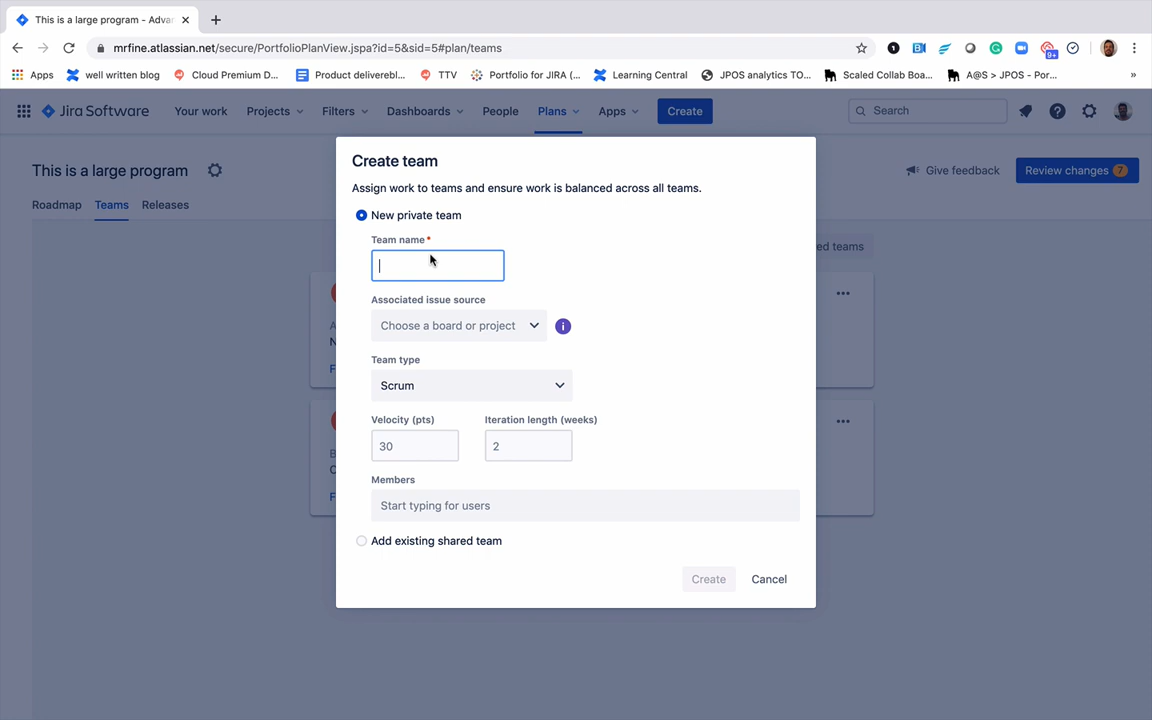 This is a large program - Adva
mrfine.atlassian.net/secure/PortfolioPlanView.jspa?id=5&sid=5#plan/teams
9+
Apps well written blog Cloud Premium D... Product deliverebl... TTV Portfolio for JIRA (... Learning Central JPOS analytics TO... Scaled Collab Boa... A@S > JPOS - Por... »
Jira Software Your work Projects Filters Dashboards People Plans Apps Create Search
This is a large program Give feedback Review changes 7
Roadmap Teams Releases
ed teams
Create team
Assign work to teams and ensure work is balanced across all teams.
New private team
Team name*
Associated issue source
Choose a board or project i
Team type
Scrum
Velocity (pts) Iteration length (weeks)
30 2
Members
Start typing for users
Add existing shared team
Create Cancel